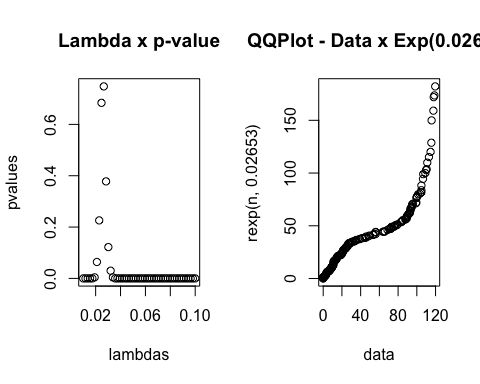 Lambda x p-value
QQPlot - Data x Exp(0.026
pvalues
0.0 0.2 0.4 0.6
0.02 0.06 0.10
lambdas
rexp(n, 0.02653)
0 50 100 150
0 40 80 120
data